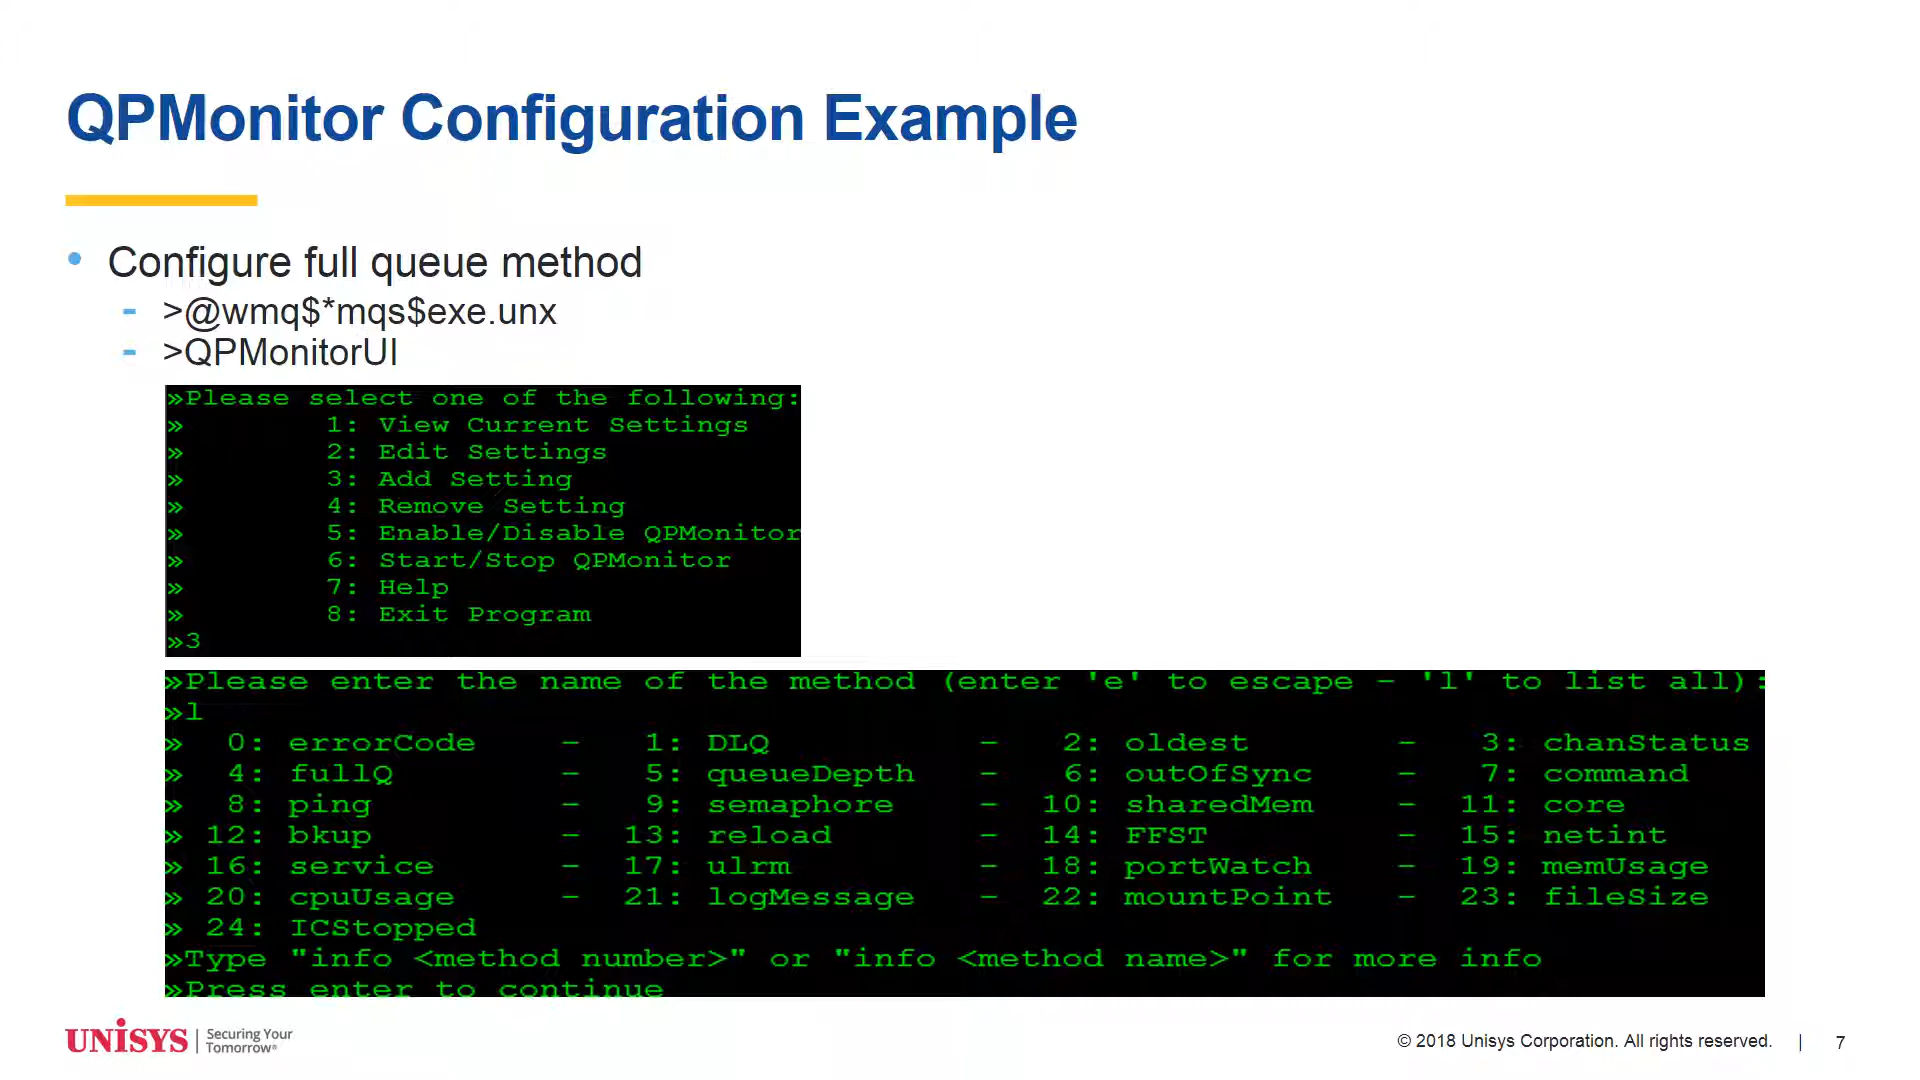 QPMonitor Configuration Example
• Configure full queue method
- >@wmq$*mqs$exe.unx
- >QPMonitorUI
»Please select one of the following:
» 1: View Current Settings
» 2: Edit Settings
» 3: Add Setting
» 4: Remove Setting
» 5: Enable/Disable QPMonitor
» 6: Start/Stop QPMonitor
» 7: Help
» 8: Exit Program
»3
»Please enter the name of the method (enter 'e' to escape - 'l' to list all):
»l
» 0: errorCode - 1: DLQ - 2: oldest - 3: chanStatus
» 4: fullQ - 5: queueDepth - 6: outOfSync - 7: command
» 8: ping - 9: semaphore - 10: sharedMem - 11: core
» 12: bkup - 13: reload - 14: FFST - 15: netint
» 16: service - 17: ulrm - 18: portWatch - 19: memUsage
» 20: cpuUsage - 21: logMessage - 22: mountPoint - 23: fileSize
» 24: ICStopped
»Type "info <method number>" or "info <method name>" for more info
»Press enter to continue
UNiSYS | Securing Your
Tomorrow®
© 2018 Unisys Corporation. All rights reserved. | 7